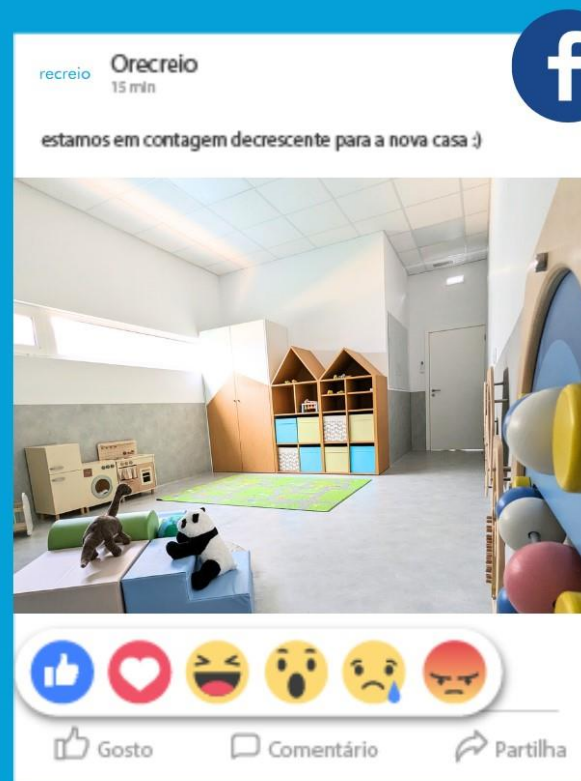 recreio
Orecreio
15 min
estamos em contagem decrescente para a nova casa :)
Gosto
Comentário
Partilha